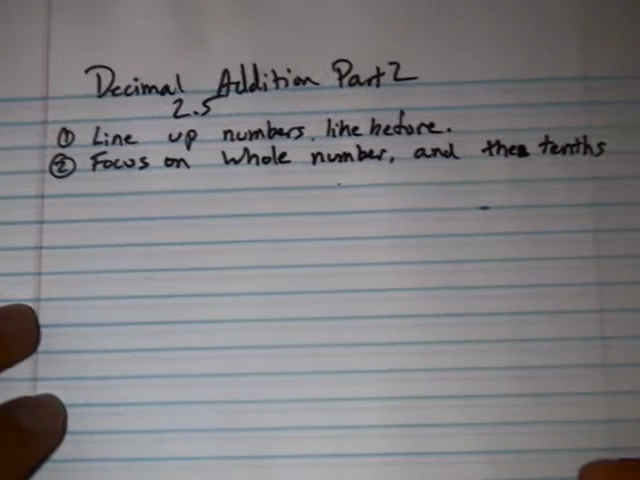 Decimal Addition Part 2
2.5
① Line up numbers, like before.
② Focus on whole number, and the tenths